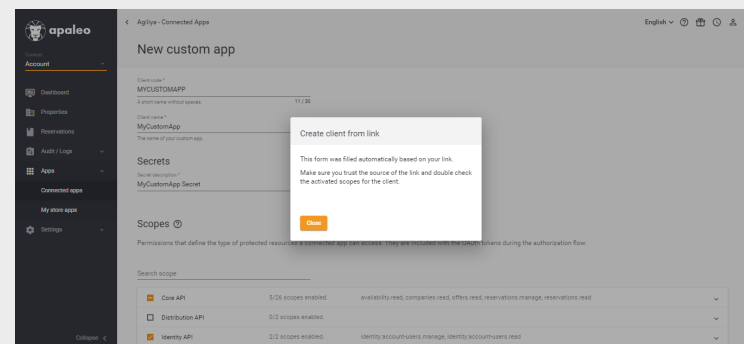 apaleo
Context
Account
Dashboard
Properties
Reservations
Audit / Logs
Apps
Connected apps
My store apps
Settings
Collapse
Agiliya - Connected Apps
English
New custom app
Client code *
MYCUSTOMAPP
A short name without spaces.
11 / 30
Client name *
MyCustomApp
The name of your custom app.
Secrets
Secret description *
MyCustomApp Secret
Create client from link
This form was filled automatically based on your link.
Make sure you trust the source of the link and double check
the activated scopes for the client.
Close
Scopes
Permissions that define the type of protected resources a connected app can access. They are included with the OAuth tokens during the authorization flow.
Search scope
Core API 5/26 scopes enabled. availability.read, companies.read, offers.read, reservations.manage, reservations.read
Distribution API 0/2 scopes enabled.
Identity API 2/2 scopes enabled. identity:account-users.manage, identity:account-users.read